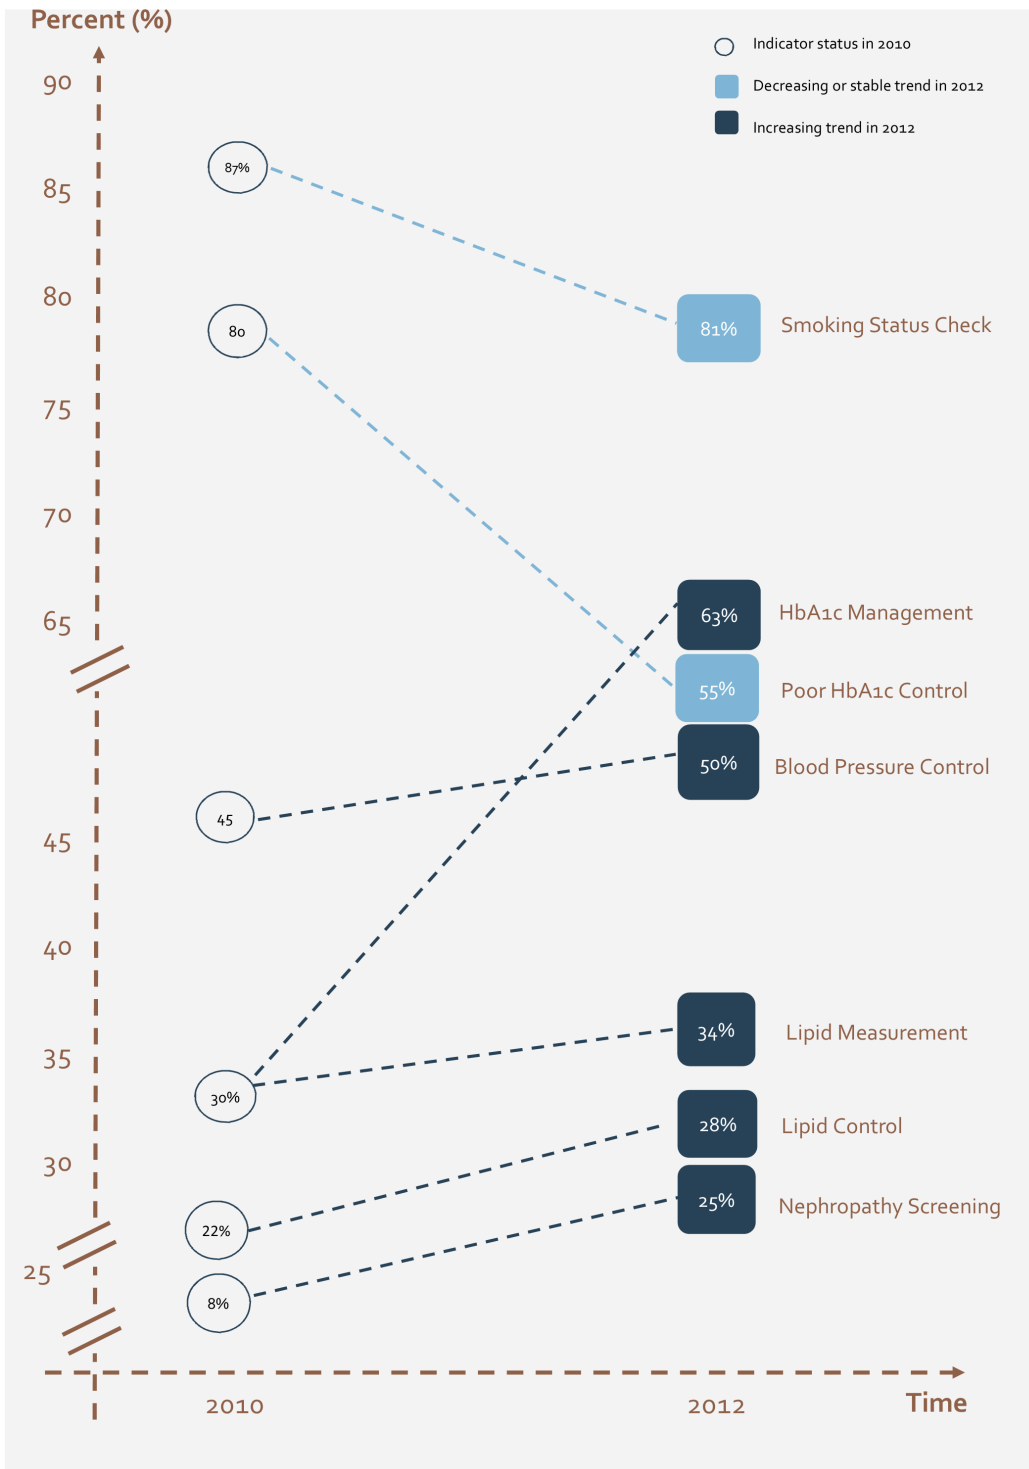 Percent (%)
Indicator status in 2010
Decreasing or stable trend in 2012
Increasing trend in 2012
90
87%
85
80
81%
Smoking Status Check
80
75
70
65
63%
HbA1c Management
55%
Poor HbA1c Control
50%
Blood Pressure Control
45
45
40
35
34%
Lipid Measurement
30%
30
28%
Lipid Control
22%
25%
Nephropathy Screening
25
8%
2010
2012
Time